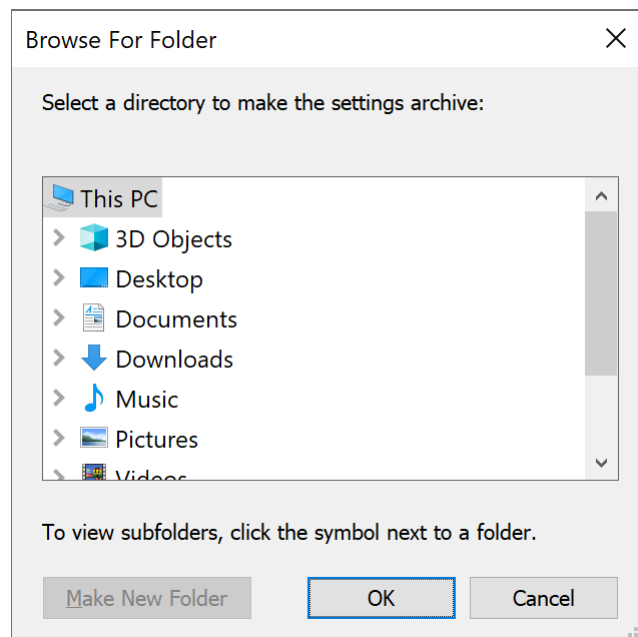 Browse For Folder
Select a directory to make the settings archive:
This PC
3D Objects
Desktop
Documents
Downloads
Music
Pictures
Videos
To view subfolders, click the symbol next to a folder.
Make New Folder OK Cancel